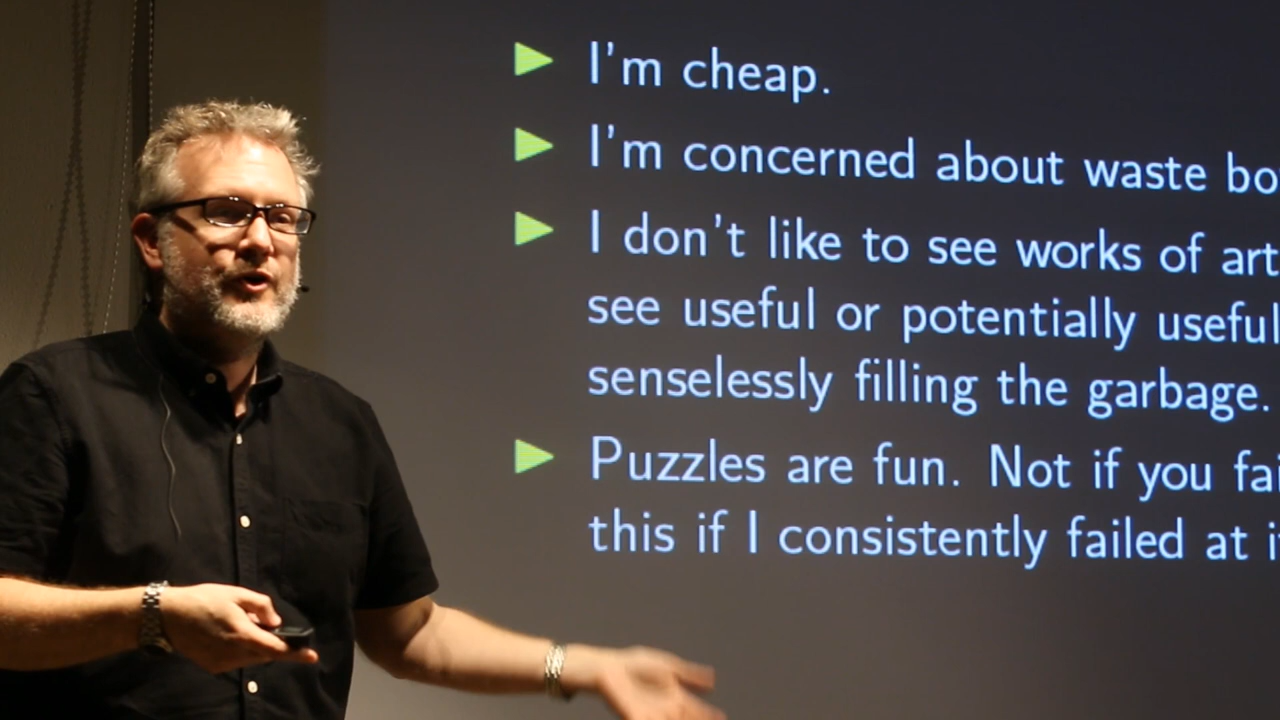 I'm cheap.
I'm concerned about waste bo
I don't like to see works of art
see useful or potentially useful
senselessly filling the garbage.
Puzzles are fun. Not if you fai
this if I consistently failed at i